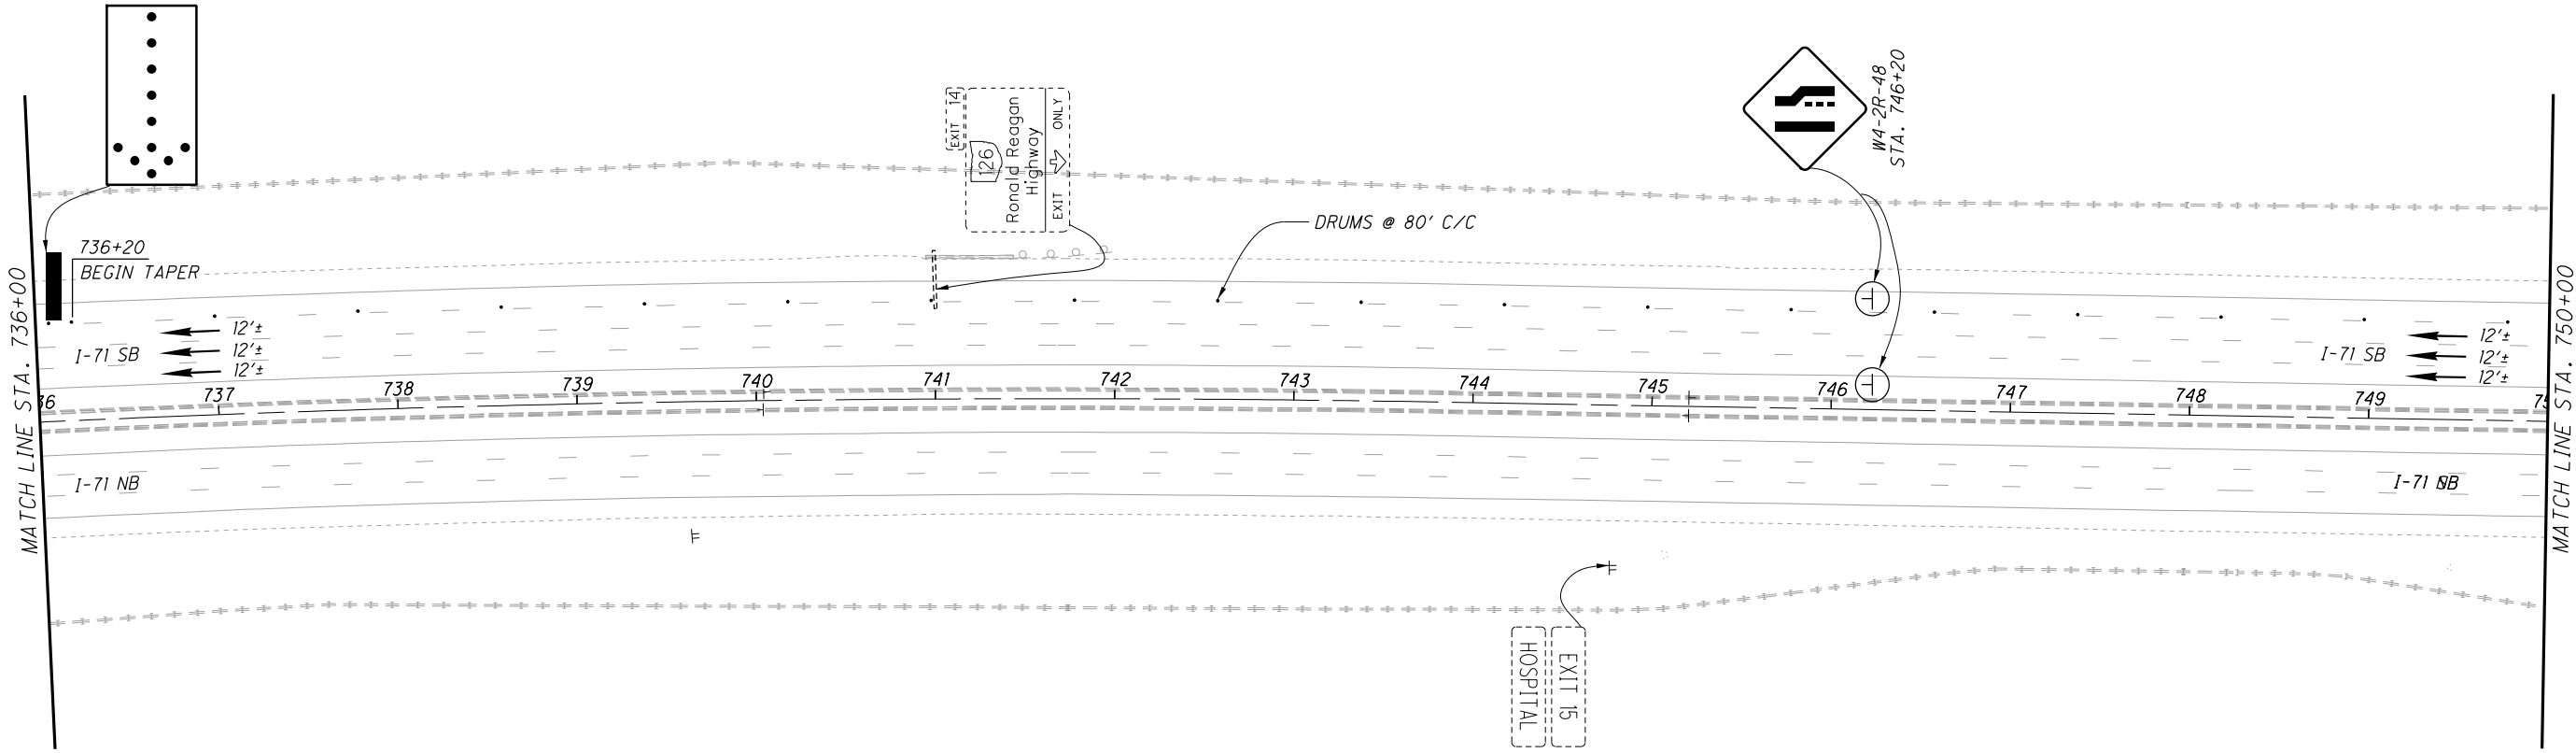 MATCH LINE STA. 736+00
736+20
BEGIN TAPER
I-71 SB
12'±
12'±
12'±
EXIT 14
126
Ronald Reagan
Highway
EXIT ONLY
DRUMS @ 80' C/C
W4-2R-48
STA. 746+20
I-71 SB
12'±
12'±
12'±
36
737
738
739
740
741
742
743
744
745
746
747
748
749
75
I-71 NB
I-71 NB
EXIT 15
HOSPITAL
MATCH LINE STA. 750+00